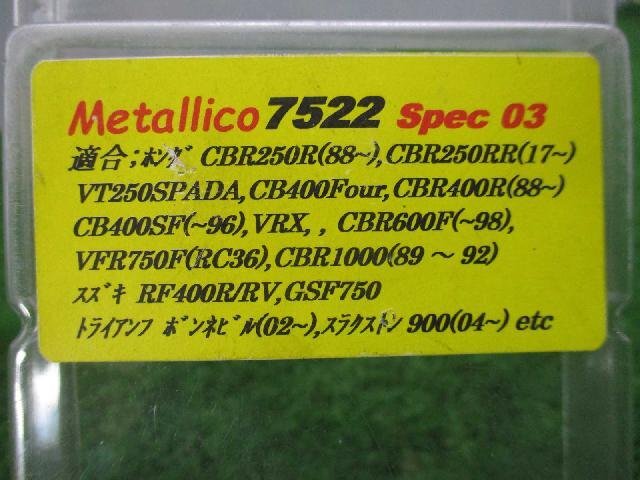 Metallico 7522 Spec 03
適合;ﾎﾝﾀﾞ CBR250R(88~),CBR250RR(17~)
VT250SPADA,CB400Four,CBR400R(88~)
CB400SF(~96),VRX, , CBR600F(~98),
VFR750F(RC36),CBR1000(89 ～ 92)
ｽｽﾞｷ RF400R/RV,GSF750
ﾄﾗｲｱﾝﾌ ﾎﾞﾝﾈﾋﾞﾙ(02~),ｽﾗｸｽﾄﾝ 900(04~) etc